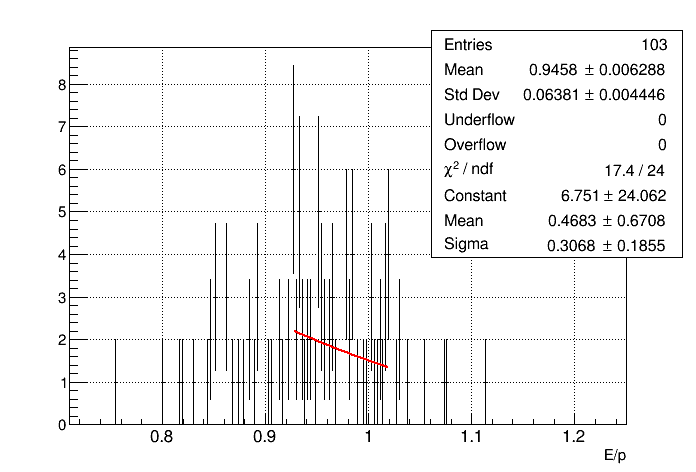 Entries 103
Mean 0.9458 ± 0.006288
Std Dev 0.06381 ± 0.004446
Underflow 0
Overflow 0
χ² / ndf 17.4 / 24
Constant 6.751 ± 24.062
Mean 0.4683 ± 0.6708
Sigma 0.3068 ± 0.1855
8
7
6
5
4
3
2
1
0
0.8 0.9 1 1.1 1.2
E/p